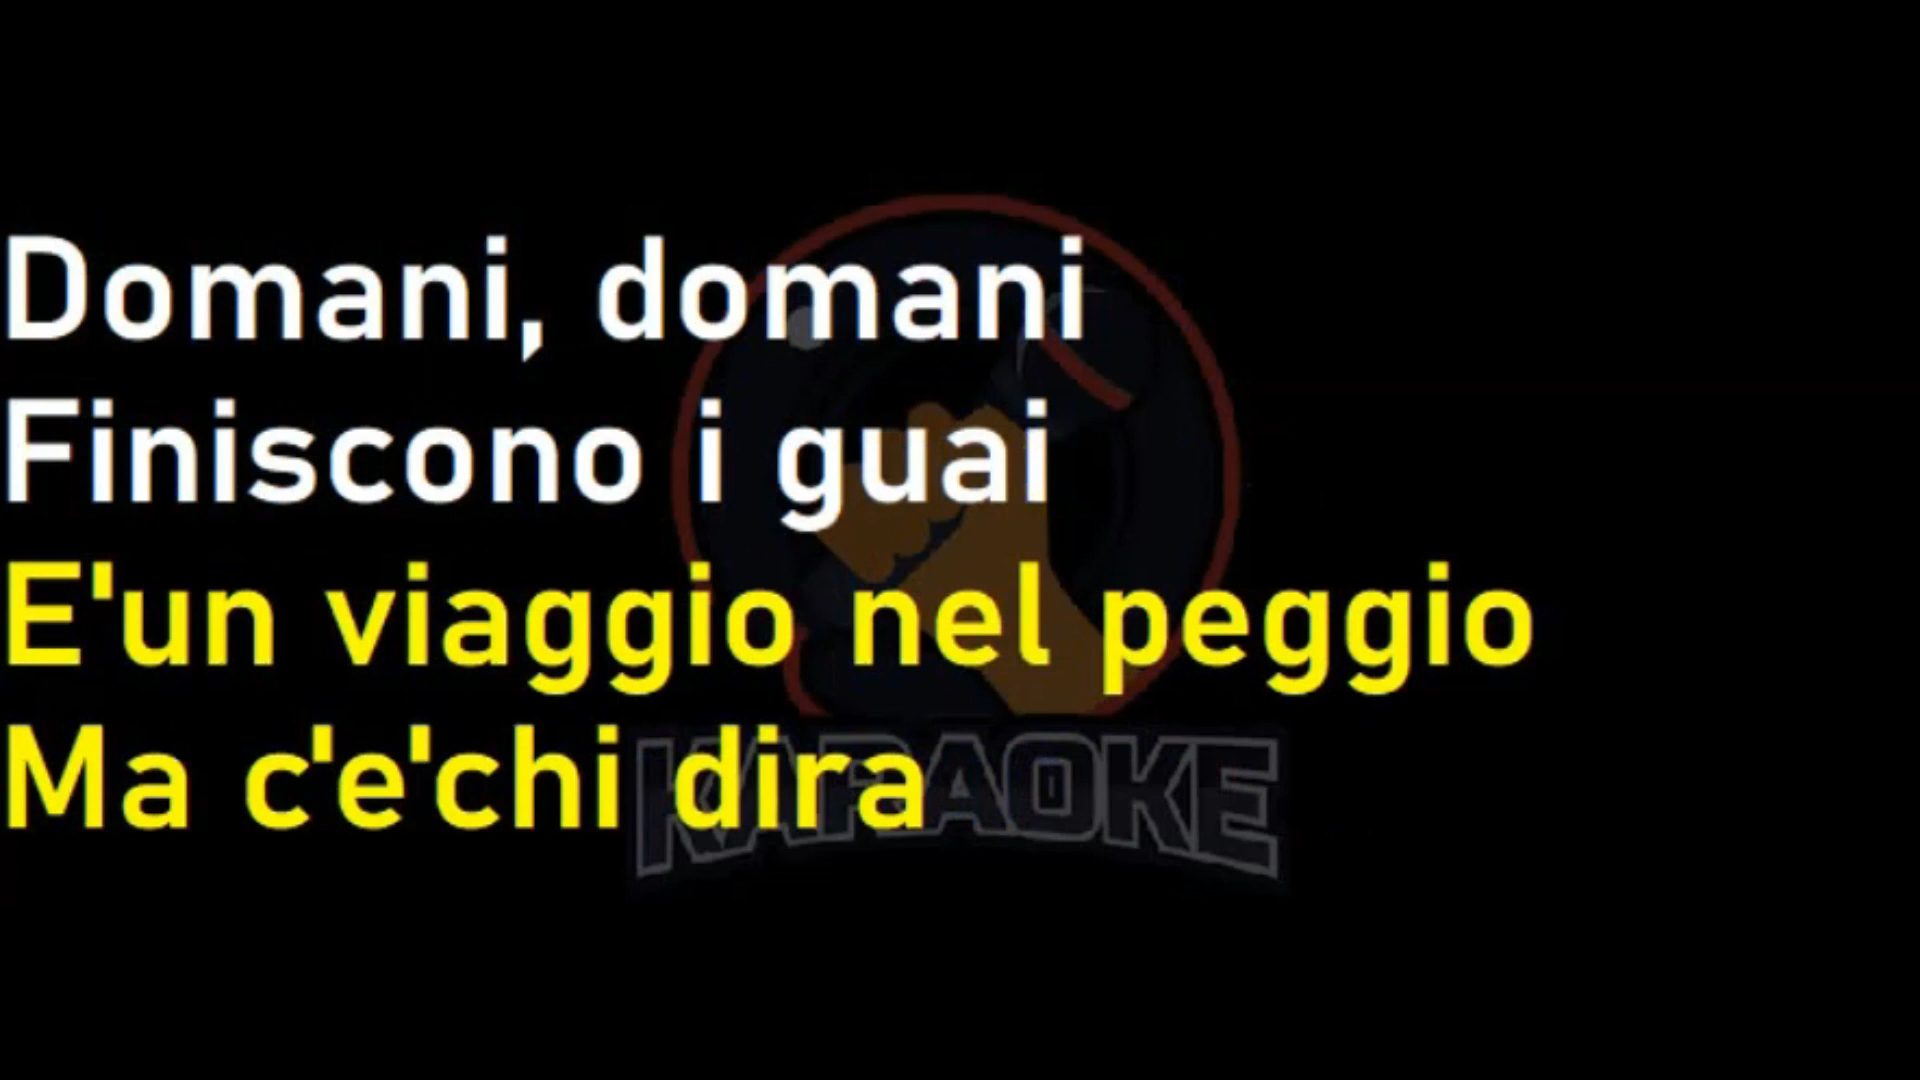 Domani, domani
Finiscono i guai
E'un viaggio nel peggio
Ma c'e'chi dira
KARAOKE